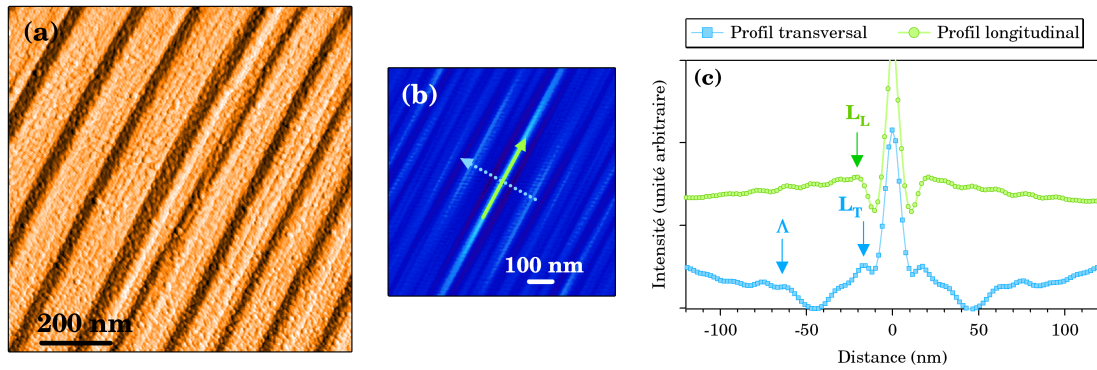 (a)
200 nm
(b)
100 nm
Profil transversal
Profil longitudinal
(c)
L_L
L_T
Λ
Intensité (unité arbitraire)
-100
-50
0
50
100
Distance (nm)